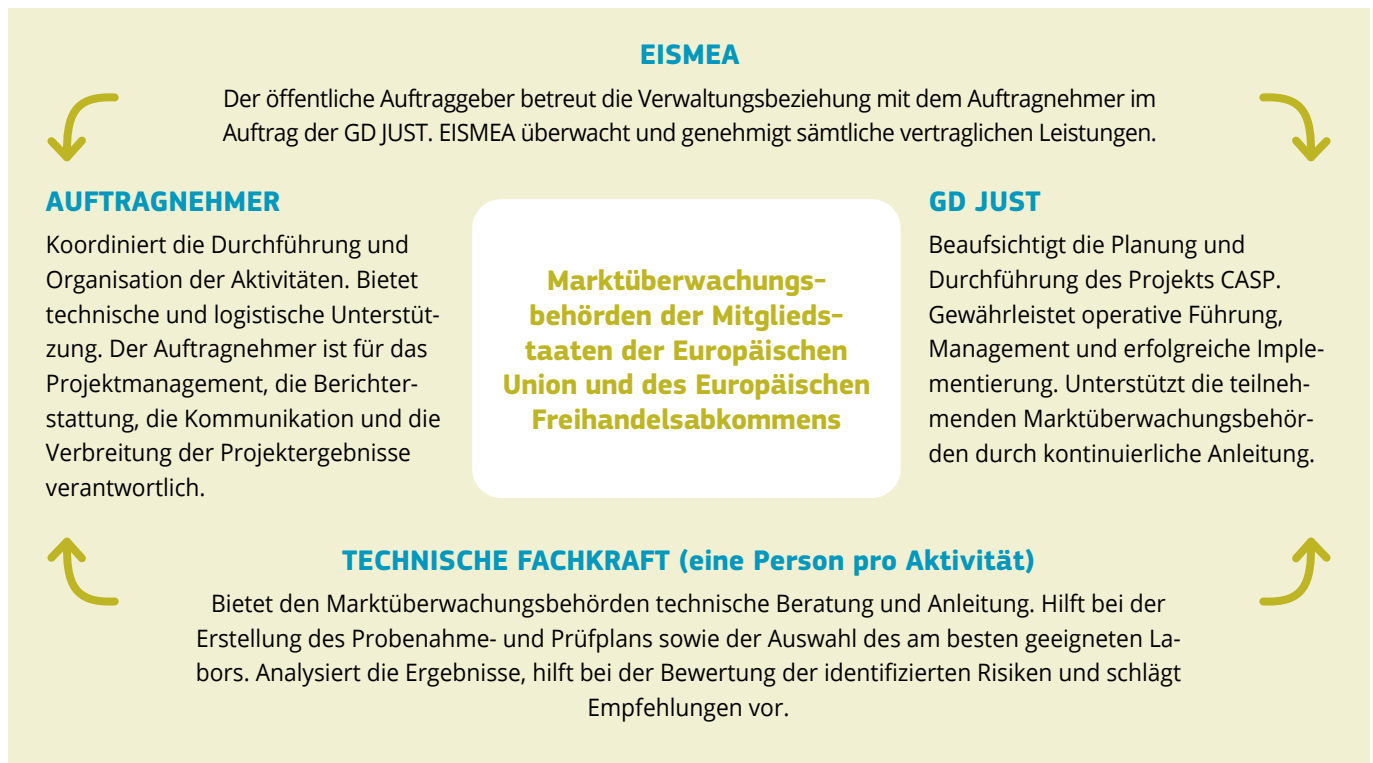 EISMEA
Der öffentliche Auftraggeber betreut die Verwaltungsbeziehung mit dem Auftragnehmer im
Auftrag der GD JUST. EISMEA überwacht und genehmigt sämtliche vertraglichen Leistungen.
AUFTRAGNEHMER
Koordiniert die Durchführung und
Organisation der Aktivitäten. Bietet
technische und logistische Unterstüt-
zung. Der Auftragnehmer ist für das
Projektmanagement, die Berichter-
stattung, die Kommunikation und die
Verbreitung der Projektergebnisse
verantwortlich.
Marktüberwachungs-
behörden der Mitglieds-
taaten der Europäischen
Union und des Europäischen
Freihandelsabkommens
GD JUST
Beaufsichtigt die Planung und
Durchführung des Projekts CASP.
Gewährleistet operative Führung,
Management und erfolgreiche Imple-
mentierung. Unterstützt die teilneh-
menden Marktüberwachungsbehör-
den durch kontinuierliche Anleitung.
TECHNISCHE FACHKRAFT (eine Person pro Aktivität)
Bietet den Marktüberwachungsbehörden technische Beratung und Anleitung. Hilft bei der
Erstellung des Probenahme- und Prüfplans sowie der Auswahl des am besten geeigneten La-
bors. Analysiert die Ergebnisse, hilft bei der Bewertung der identifizierten Risiken und schlägt
Empfehlungen vor.